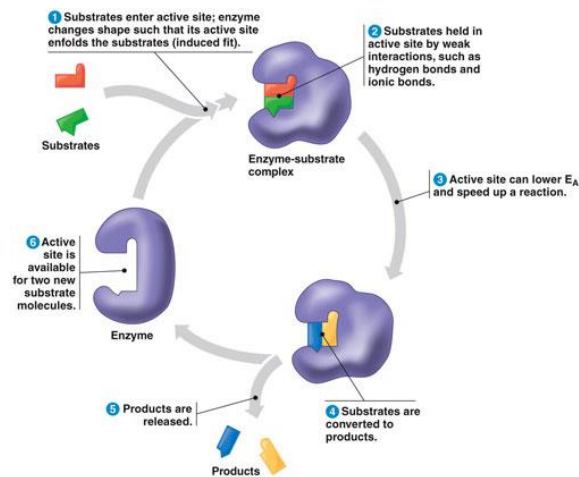 1 Substrates enter active site; enzyme
changes shape such that its active site
enfolds the substrates (induced fit).
2 Substrates held in
active site by weak
interactions, such as
hydrogen bonds and
ionic bonds.
Substrates
Enzyme-substrate
complex
3 Active site can lower EA
and speed up a reaction.
6 Active
site is
available
for two new
substrate
molecules.
Enzyme
5 Products are
released.
4 Substrates are
converted to
products.
Products